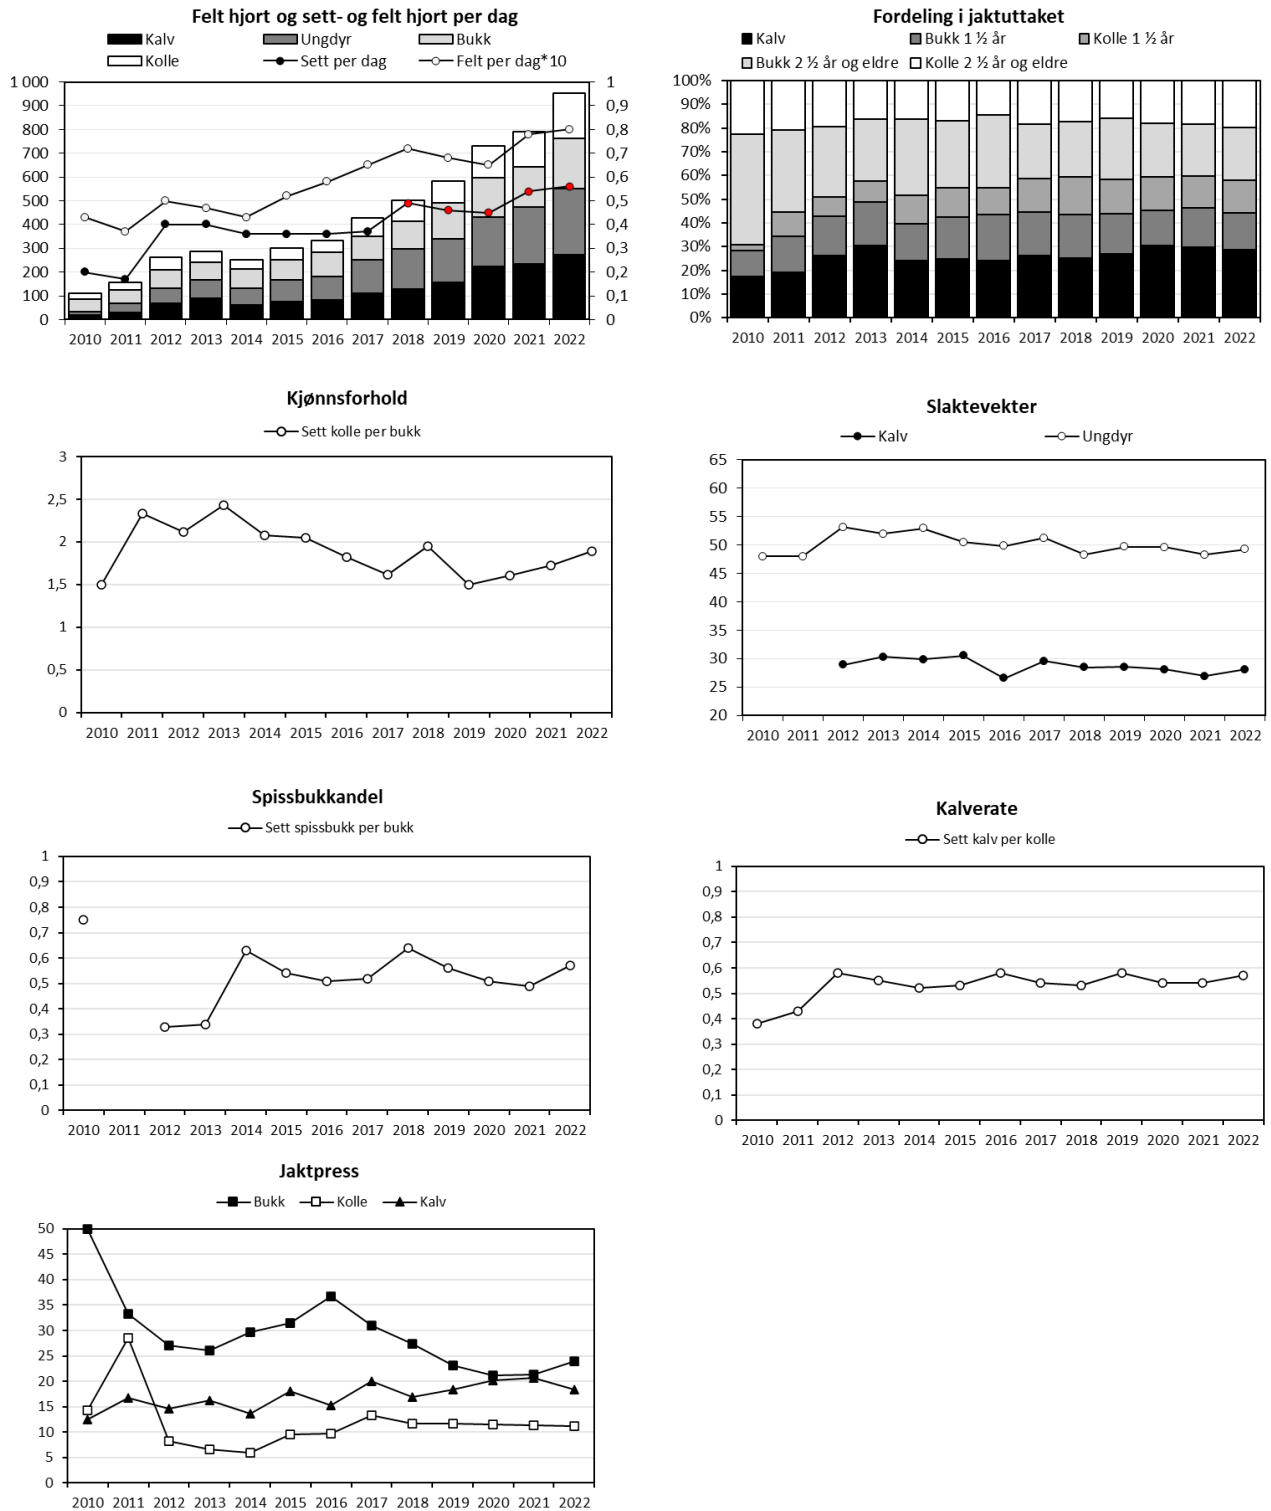 Felt hjort og sett- og felt hjort per dag
Kalv Ungdyr Bukk
Kolle Sett per dag Felt per dag*10
1 000 1
900 0,9
800 0,8
700 0,7
600 0,6
500 0,5
400 0,4
300 0,3
200 0,2
100 0,1
0 0
2010 2011 2012 2013 2014 2015 2016 2017 2018 2019 2020 2021 2022
Fordeling i jaktuttaket
Kalv Bukk 1 ½ år Kolle 1 ½ år
Bukk 2 ½ år og eldre Kolle 2 ½ år og eldre
100%
90%
80%
70%
60%
50%
40%
30%
20%
10%
0%
2010 2011 2012 2013 2014 2015 2016 2017 2018 2019 2020 2021 2022
Kjønnsforhold
Sett kolle per bukk
3
2,5
2
1,5
1
0,5
0
2010 2011 2012 2013 2014 2015 2016 2017 2018 2019 2020 2021 2022
Slaktevekter
Kalv Ungdyr
65
60
55
50
45
40
35
30
25
20
2010 2011 2012 2013 2014 2015 2016 2017 2018 2019 2020 2021 2022
Spissbukkandel
Sett spissbukk per bukk
1
0,9
0,8
0,7
0,6
0,5
0,4
0,3
0,2
0,1
0
2010 2011 2012 2013 2014 2015 2016 2017 2018 2019 2020 2021 2022
Kalverate
Sett kalv per kolle
1
0,9
0,8
0,7
0,6
0,5
0,4
0,3
0,2
0,1
0
2010 2011 2012 2013 2014 2015 2016 2017 2018 2019 2020 2021 2022
Jaktpress
Bukk Kolle Kalv
50
45
40
35
30
25
20
15
10
5
0
2010 2011 2012 2013 2014 2015 2016 2017 2018 2019 2020 2021 2022